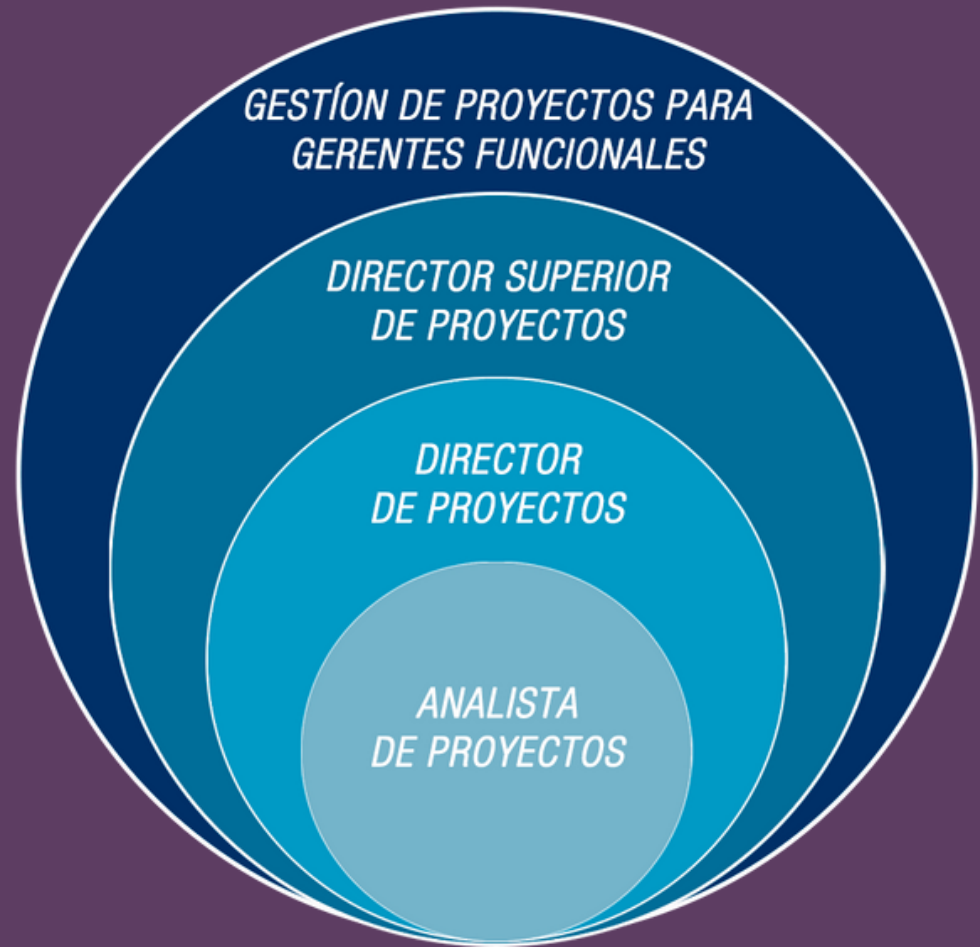 GESTÍON DE PROYECTOS PARA
GERENTES FUNCIONALES
DIRECTOR SUPERIOR
DE PROYECTOS
DIRECTOR
DE PROYECTOS
ANALISTA
DE PROYECTOS